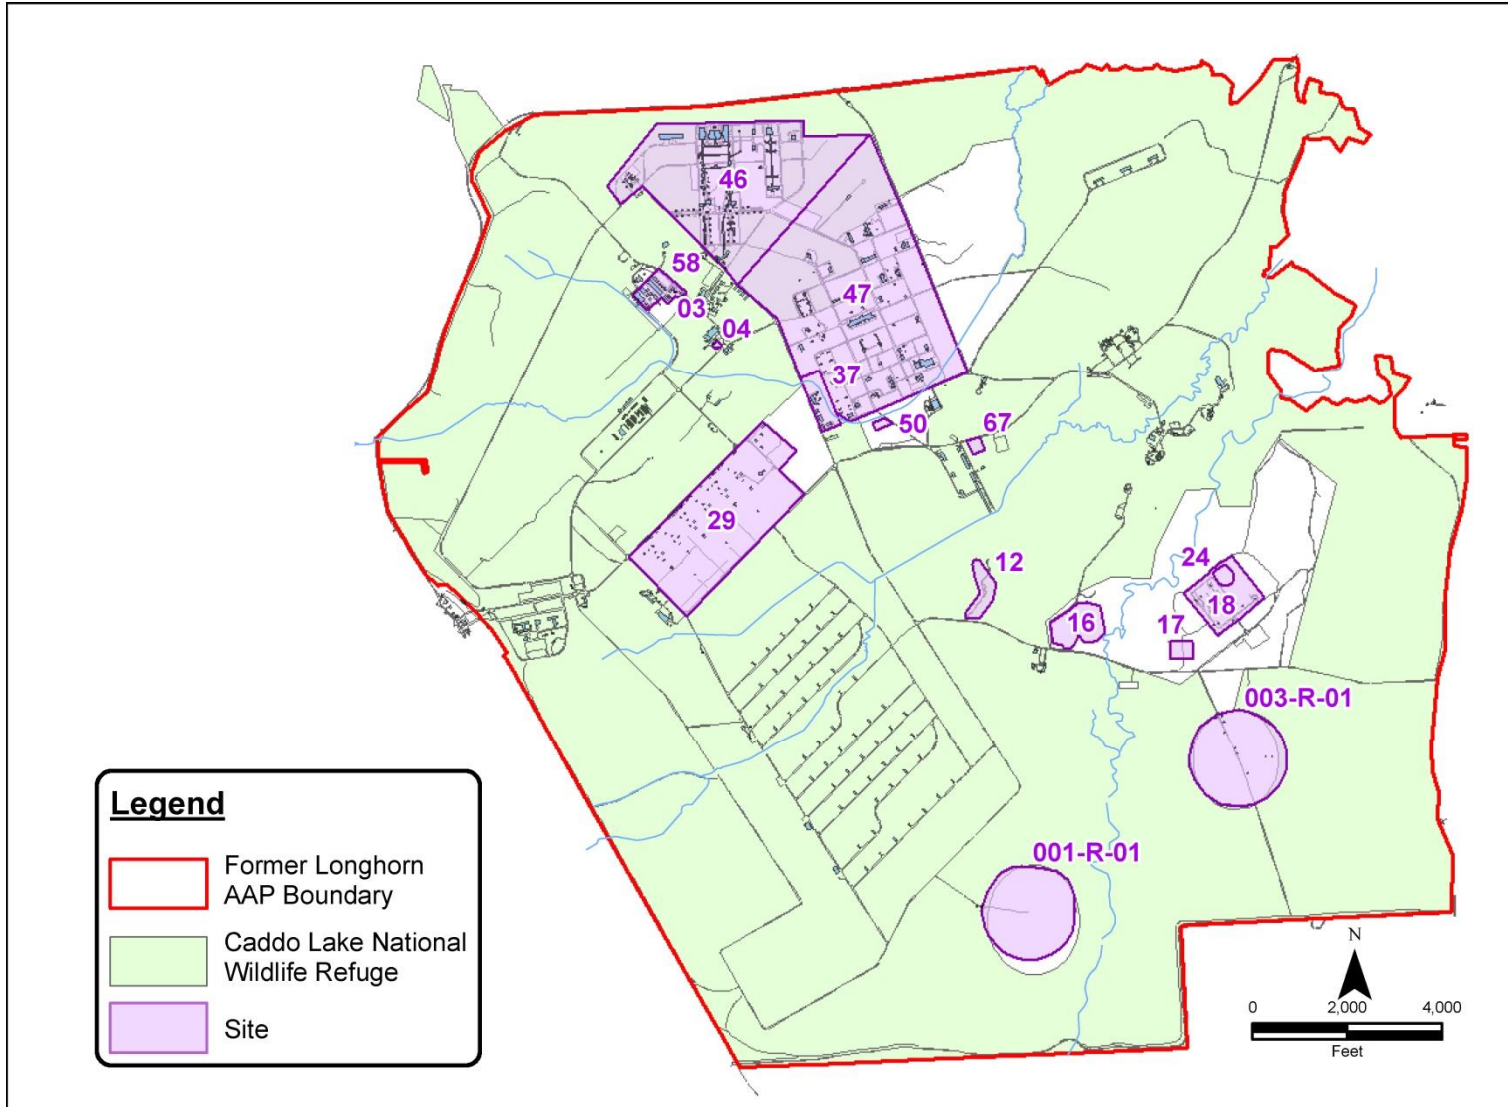 46
58
47
03
04
37
50
67
29
12
24
18
16
17
003-R-01
001-R-01
Legend
Former Longhorn
AAP Boundary
Caddo Lake National
Wildlife Refuge
Site
N
0 2,000 4,000
Feet